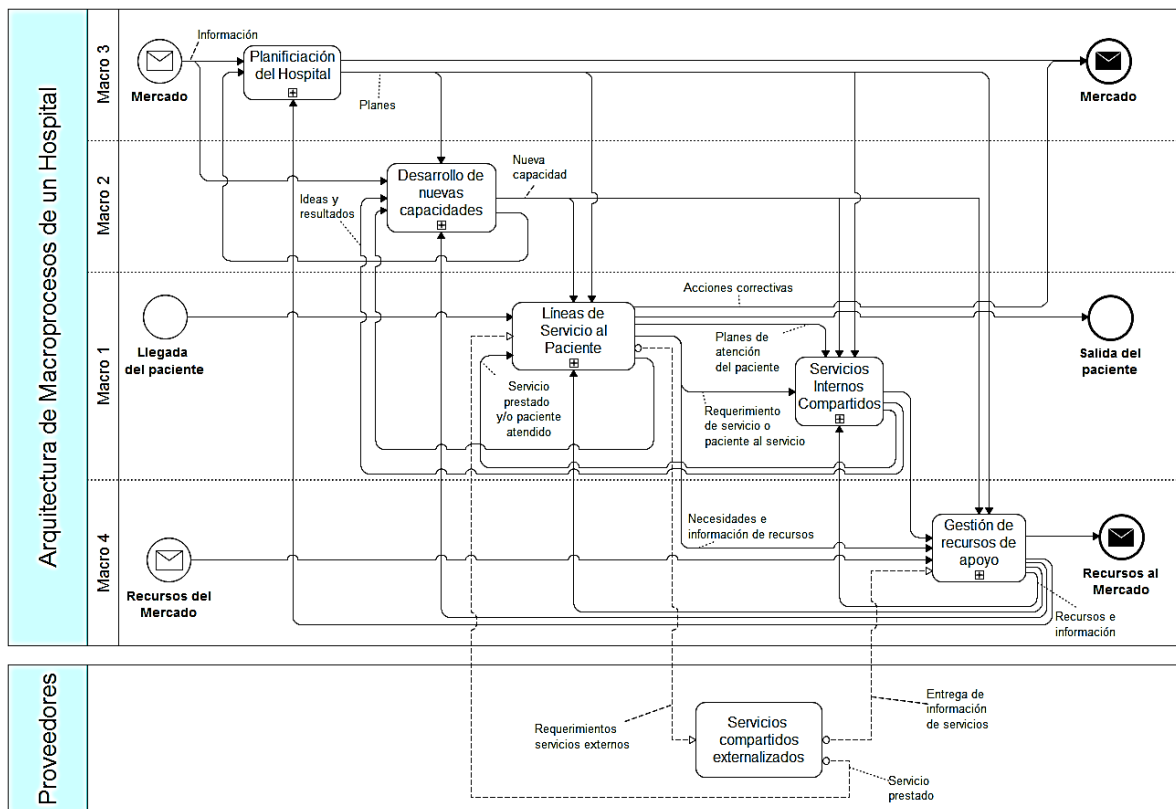 Arquitectura de Macroprocesos de un Hospital
Macro 3
Información
Mercado
Planificiación
del Hospital
Planes
Mercado
Macro 2
Ideas y
resultados
Desarrollo de
nuevas
capacidades
Nueva
capacidad
Macro 1
Llegada
del paciente
Líneas de
Servicio al
Paciente
Servicio
prestado
y/o paciente
atendido
Acciones correctivas
Planes de
atención
del paciente
Requerimiento
de servicio o
paciente al servicio
Servicios
Internos
Compartidos
Salida del
paciente
Macro 4
Recursos del
Mercado
Necesidades e
información de recursos
Gestión de
recursos de
apoyo
Recursos al
Mercado
Recursos e
información
Proveedores
Requerimientos
servicios externos
Servicios
compartidos
externalizados
Entrega de
información
de servicios
Servicio
prestado